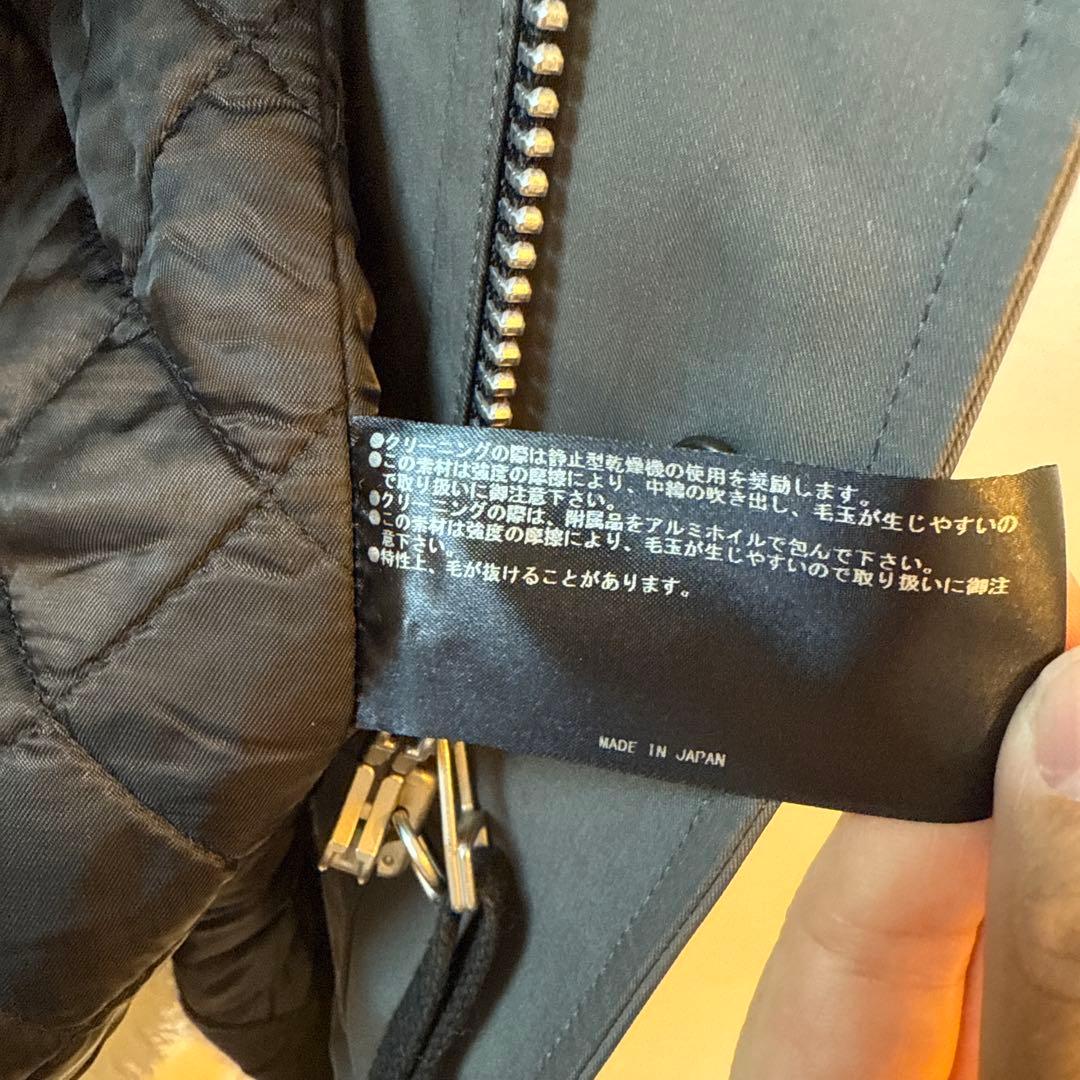 ●クリーニングの際は静止型乾燥機の使用を奨励します。
●この素材は強度の摩擦により、中綿の吹き出し、毛玉が生じやすいの
で取り扱いに御注意下さい。
●クリーニングの際は、附属品をアルミホイルで包んで下さい。
●この素材は強度の摩擦により、毛玉が生じやすいので取り扱いに御注
意下さい。
●特性上、毛が抜けることがあります。
MADE IN JAPAN